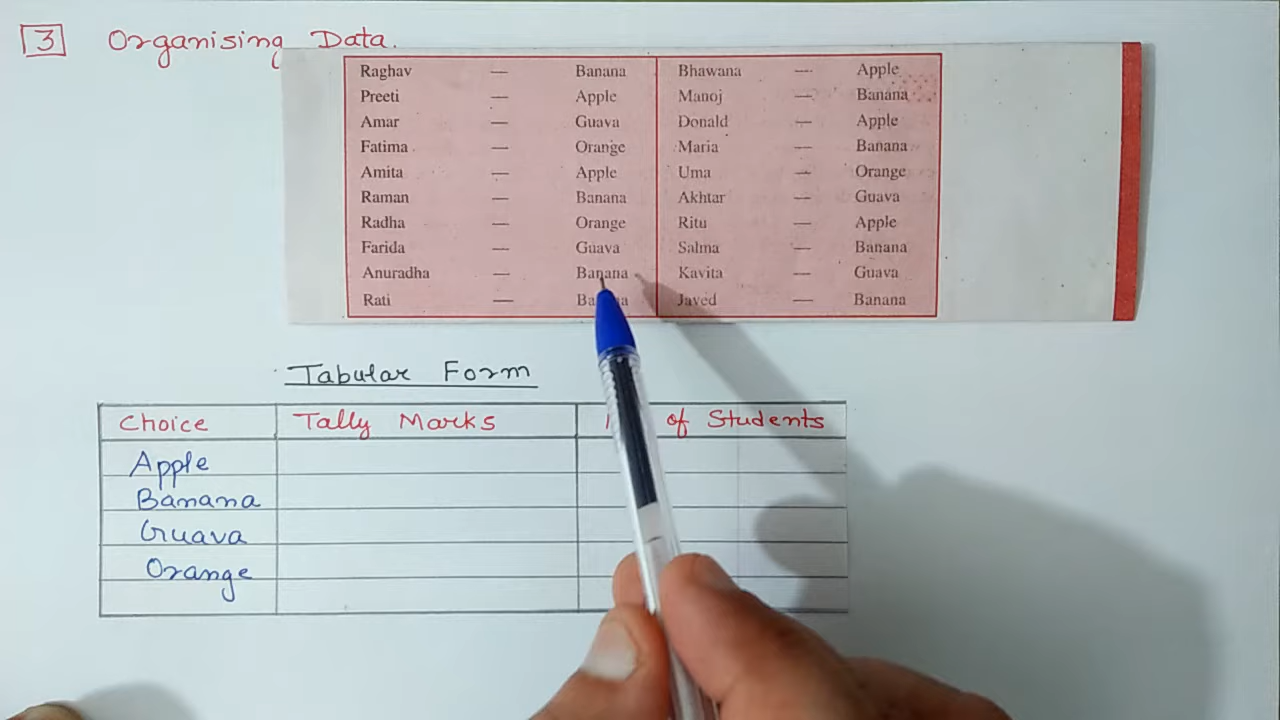 3 Organising Data.
Raghav — Banana Bhawana — Apple
Preeti — Apple Manoj — Banana
Amar — Guava Donald — Apple
Fatima — Orange Maria — Banana
Amita — Apple Uma — Orange
Raman — Banana Akhtar — Guava
Radha — Orange Ritu — Apple
Farida — Guava Salma — Banana
Anuradha — Banana Kavita — Guava
Rati — Javed — Banana
Tabular Form
Choice Tally Marks of Students
Apple
Banana
Guava
Orange